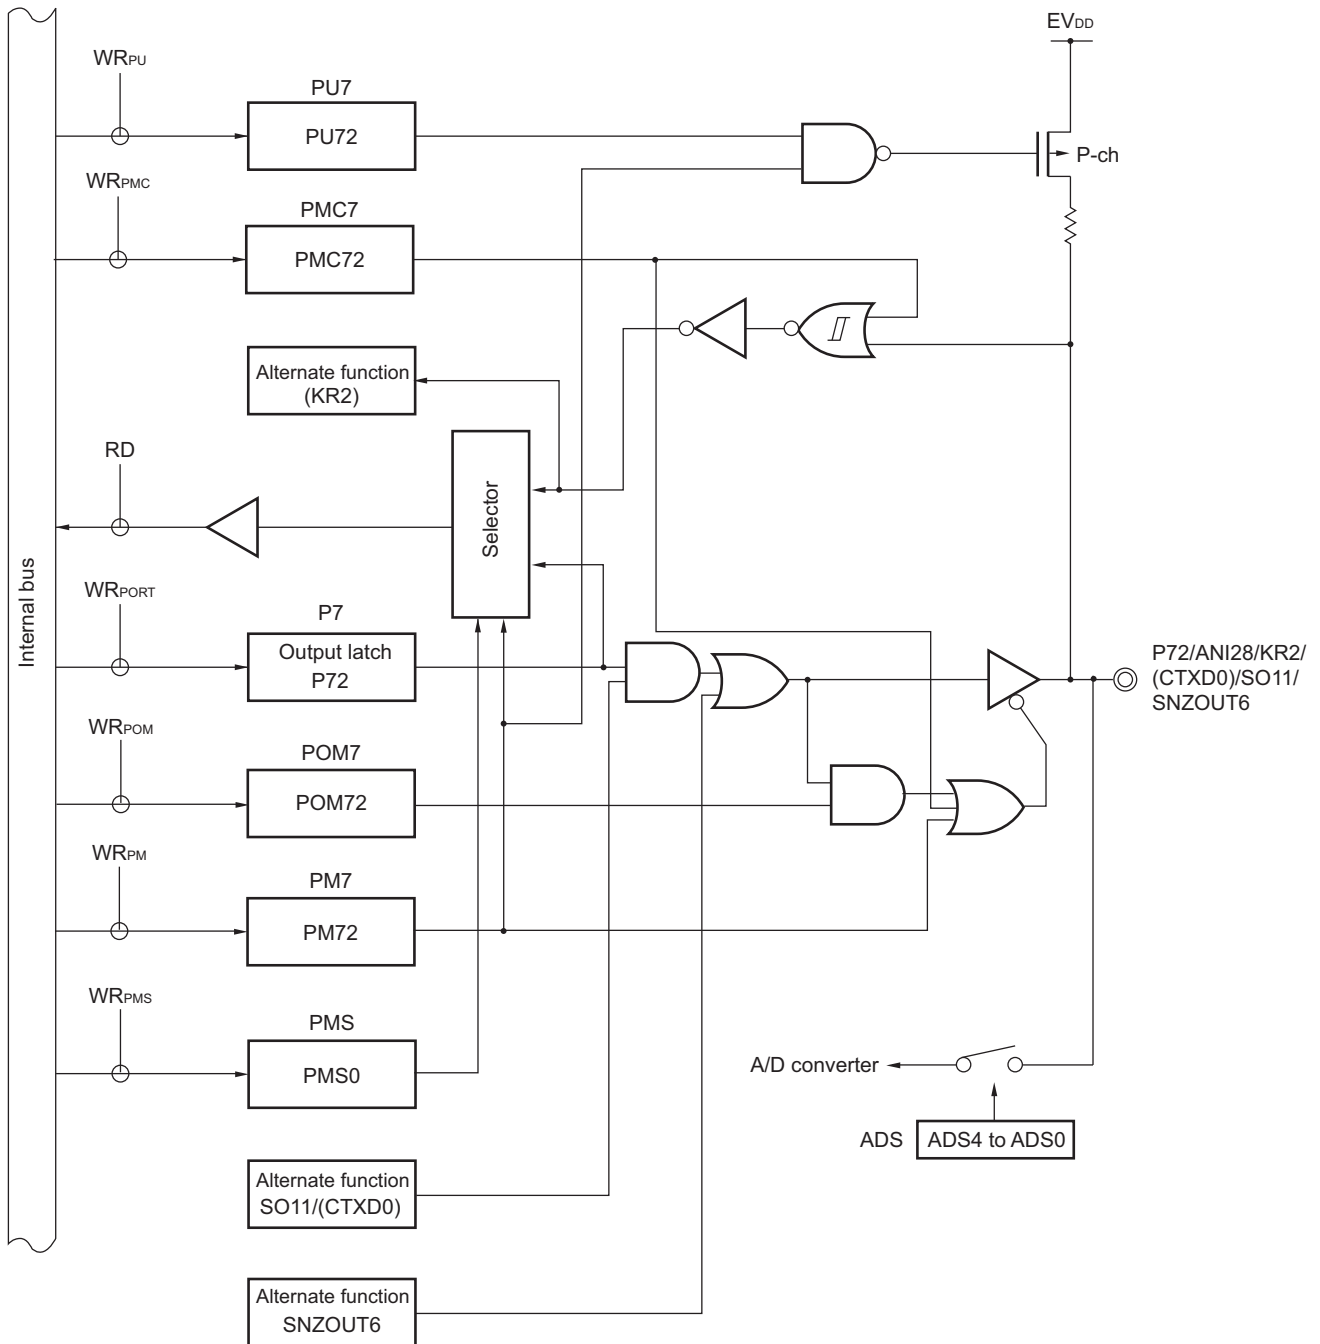 EVDD
WRPU
PU7
PU72
P-ch
WRPMC
PMC7
PMC72
Alternate function
(KR2)
RD
Selector
Internal bus
WRPORT
P7
Output latch
P72
P72/ANI28/KR2/
(CTXD0)/SO11/
SNZOUT6
WRPOM
POM7
POM72
WRPM
PM7
PM72
WRPMS
PMS
PMS0
A/D converter
ADS
ADS4 to ADS0
Alternate function
SO11/(CTXD0)
Alternate function
SNZOUT6